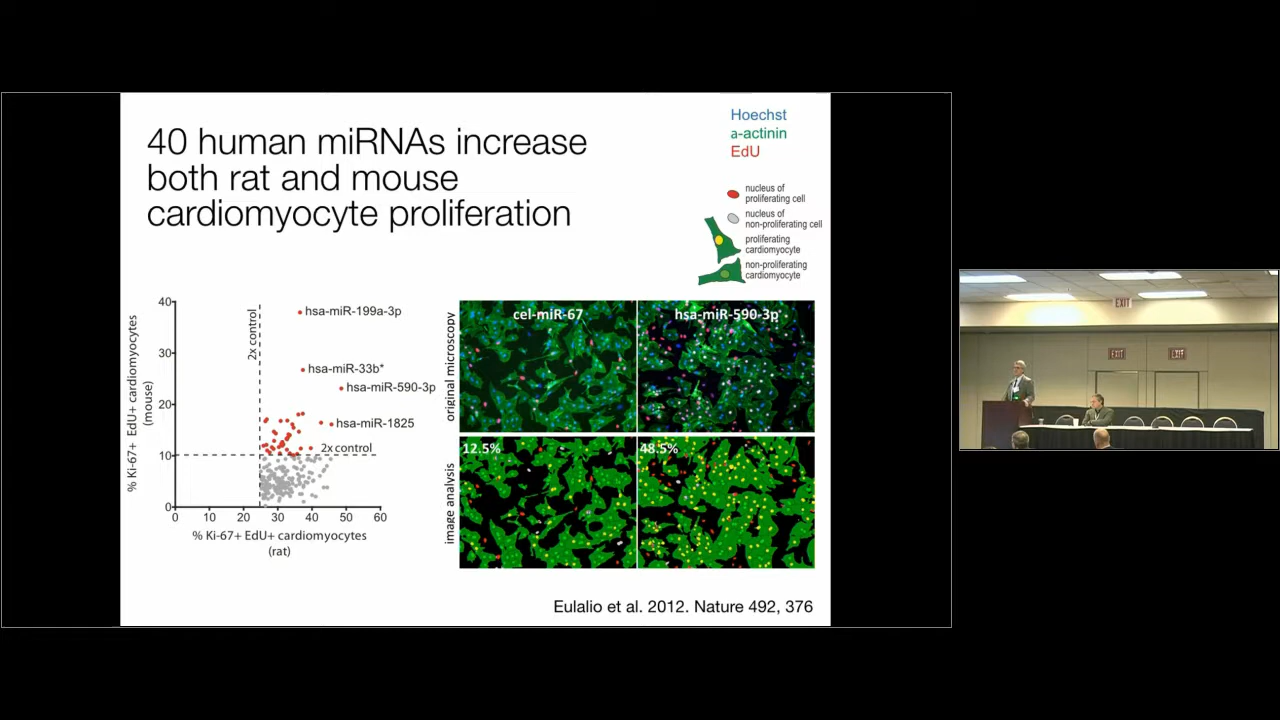 40 human miRNAs increase
both rat and mouse
cardiomyocyte proliferation
Hoechst
a-actinin
EdU
nucleus of
proliferating cell
nucleus of
non-proliferating cell
proliferating
cardiomyocyte
non-proliferating
cardiomyocyte
% Ki-67+ EdU+ cardiomyocytes
(mouse)
40
30
20
10
0
2x control
hsa-miR-199a-3p
hsa-miR-33b*
hsa-miR-590-3p
hsa-miR-1825
2x control
0 10 20 30 40 50 60
% Ki-67+ EdU+ cardiomyocytes
(rat)
original microscopy
cel-miR-67
hsa-miR-590-3p
image analysis
12.5%
48.5%
Eulalio et al. 2012. Nature 492, 376
EXIT
EXIT
EXIT